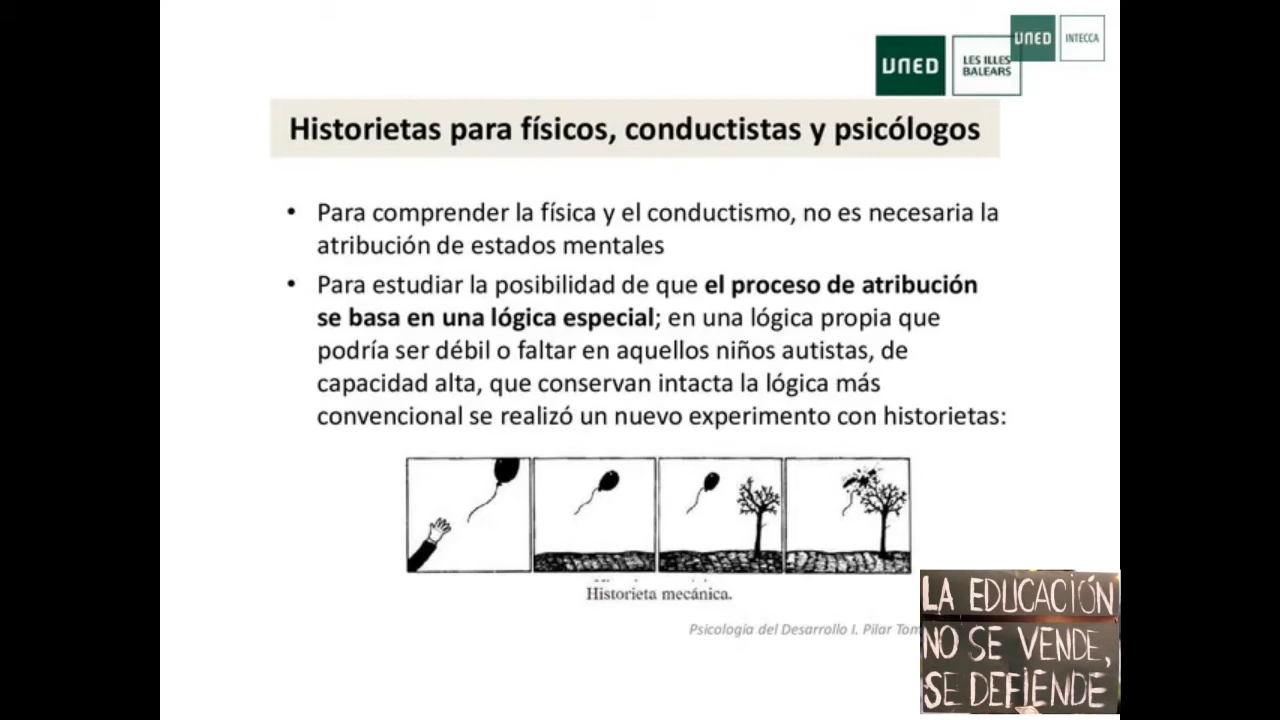 UNED
INTECCA
UNED
LES ILLES
BALEARS
Historietas para físicos, conductistas y psicólogos
• Para comprender la física y el conductismo, no es necesaria la
atribución de estados mentales
• Para estudiar la posibilidad de que el proceso de atribución
se basa en una lógica especial; en una lógica propia que
podría ser débil o faltar en aquellos niños autistas, de
capacidad alta, que conservan intacta la lógica más
convencional se realizó un nuevo experimento con historietas:
Historieta mecánica.
Psicología del Desarrollo I. Pilar Tom
LA EDUCACIÓN
NO SE VENDE,
SE DEFIENDE